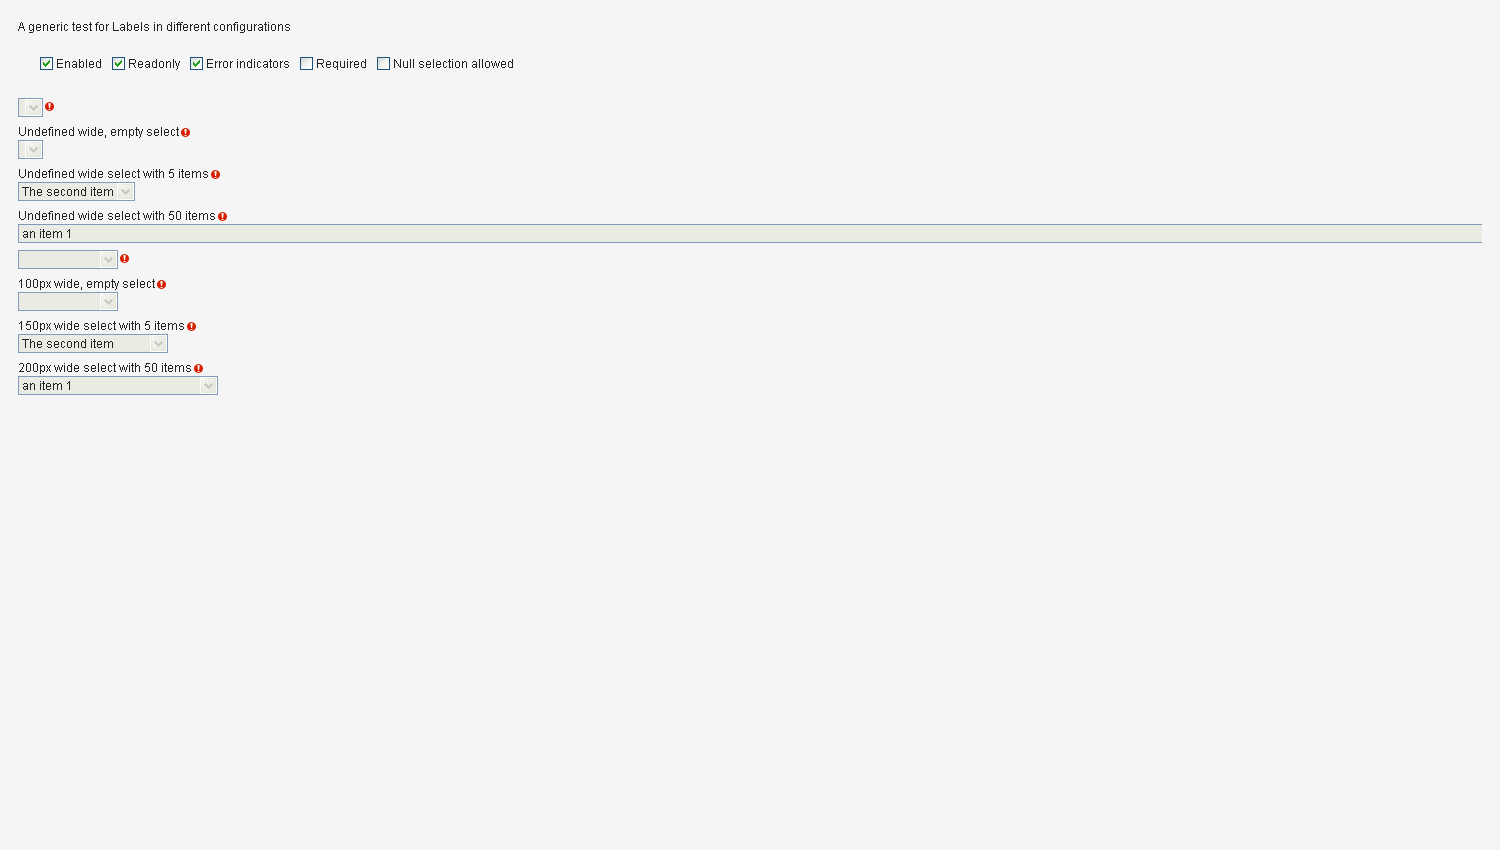 A generic test for Labels in different configurations
Enabled Readonly Error indicators Required Null selection allowed
Undefined wide, empty select
Undefined wide select with 5 items
The second item
Undefined wide select with 50 items
an item 1
100px wide, empty select
150px wide select with 5 items
The second item
200px wide select with 50 items
an item 1